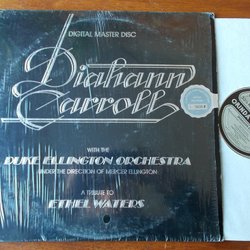 DIGITAL MASTER DISC
Diahann
Carroll
WITH THE
DUKE ELLINGTON ORCHESTRA
UNDER THE DIRECTION OF MERCER ELLINGTON
A TRIBUTE TO
ETHEL WATERS